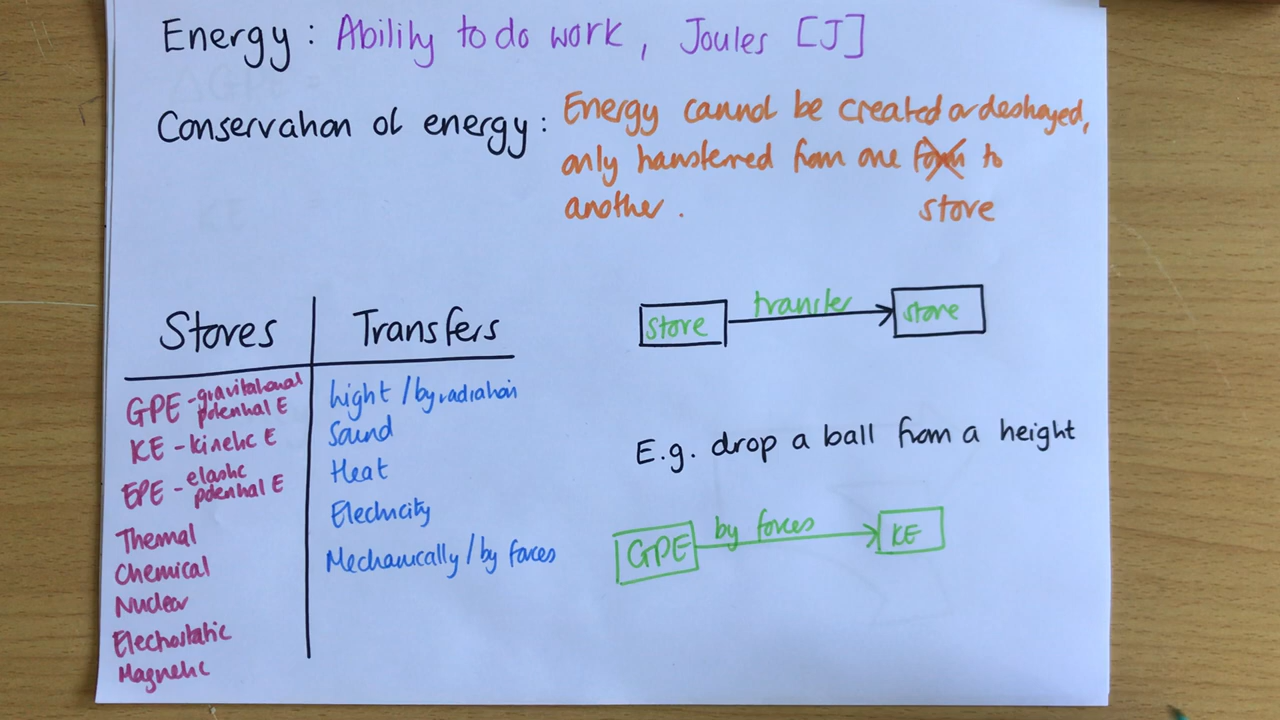 Energy: Ability to do work, Joules [J]
Conservation of energy: Energy cannot be created or destroyed,
only transferred from one form to
another. store
Stores Transfers
GPE - gravitational
potential E
KE - kinetic E
EPE - elastic
potential E
Thermal
Chemical
Nuclear
Electrostatic
Magnetic
Light / by radiation
Sound
Heat
Electricity
Mechanically / by forces
store transfer store
E.g. drop a ball from a height
GPE by forces KE